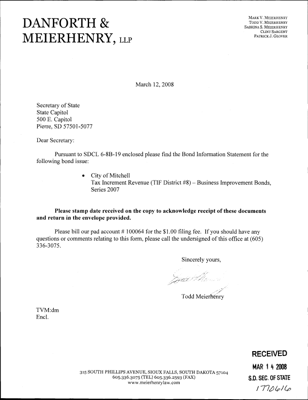 DANFORTH &
MEIERHENRY, LLP
MARK V. MEIERHENRY
TODD V. MEIERHENRY
SABRINA S. MEIERHENRY
CLINT SARGENT
PATRICK J. GLOVER
March 12, 2008
Secretary of State
State Capitol
500 E. Capitol
Pierre, SD 57501-5077
Dear Secretary:
Pursuant to SDCL 6-8B-19 enclosed please find the Bond Information Statement for the
following bond issue:
• City of Mitchell
Tax Increment Revenue (TIF District #8) – Business Improvement Bonds,
Series 2007
Please stamp date received on the copy to acknowledge receipt of these documents
and return in the envelope provided.
Please bill our pad account # 100064 for the $1.00 filing fee. If you should have any
questions or comments relating to this form, please call the undersigned of this office at (605)
336-3075.
Sincerely yours,
Todd Meierhenry
TVM:dm
Encl.
RECEIVED
MAR 14 2008
S.D. SEC. OF STATE
1770616
315 SOUTH PHILLIPS AVENUE, SIOUX FALLS, SOUTH DAKOTA 57104
605.336.3075 (TEL) 605.336.2593 (FAX)
www.meierhenrylaw.com